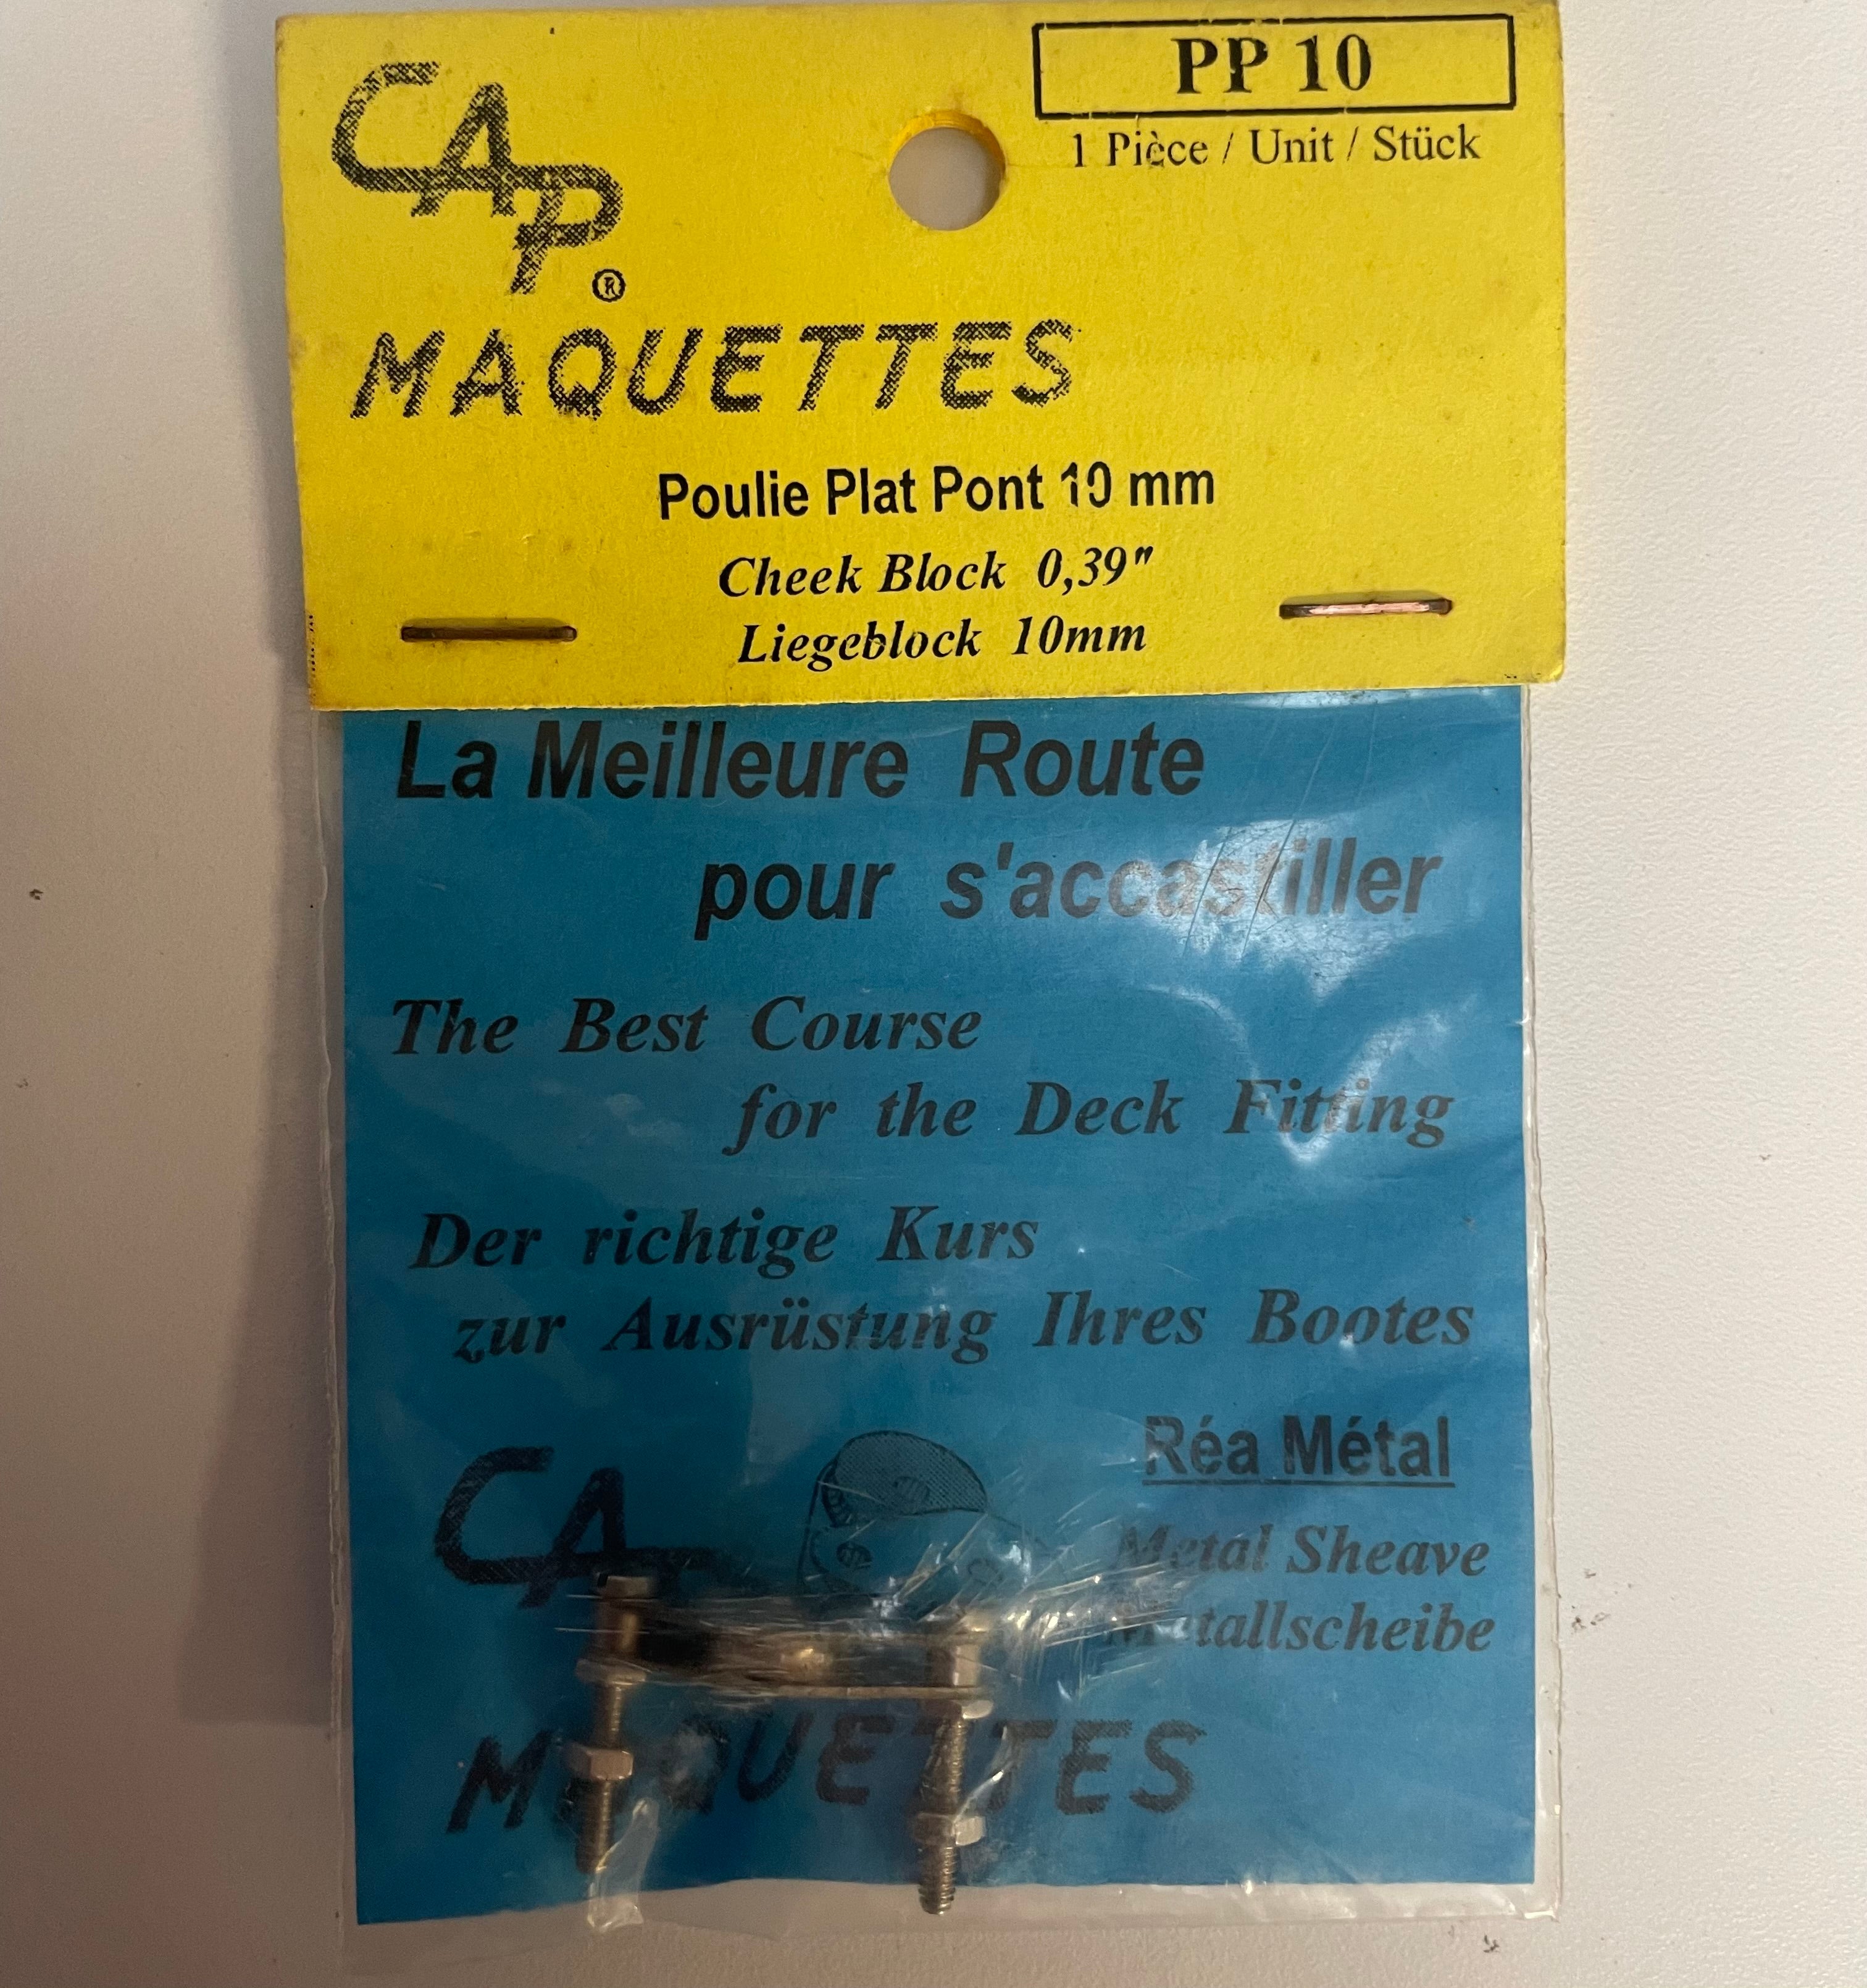 CAP®
MAQUETTES
PP 10
1 Pièce / Unit / Stück
Poulie Plat Pont 10 mm
Cheek Block 0,39"
Liegeblock 10mm
La Meilleure Route
pour s'accastiller
The Best Course
for the Deck Fitting
Der richtige Kurs
zur Ausrüstung Ihres Bootes
Réa Métal
Metal Sheave
Metallscheibe
CAP
MAQUETTES